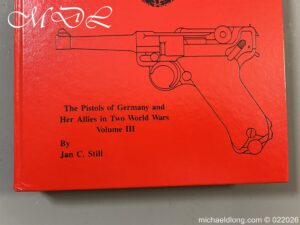 MDL
The Pistols of Germany and
Her Allies in Two World Wars
Volume III
By
Jan C. Still
michaeldlong.com © 022026